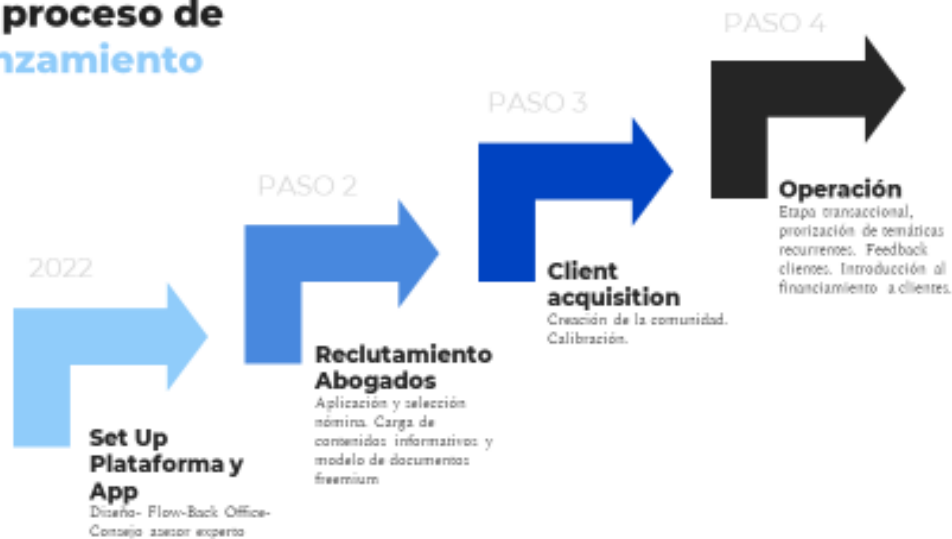 proceso de
nzamiento
2022
Set Up
Plataforma y
App
Diseño- Flow-Back Office-
Consejo asesor experto
PASO 2
Reclutamiento
Abogados
Aplicación y selección
nómina. Carga de
contenidos informativos y
modelo de documentos
freemium
PASO 3
Client
acquisition
Creación de la comunidad.
Calibración.
PASO 4
Operación
Etapa transaccional,
prorización de temáticas
recurrentes. Feedback
clientes. Introducción al
financiamiento a clientes.